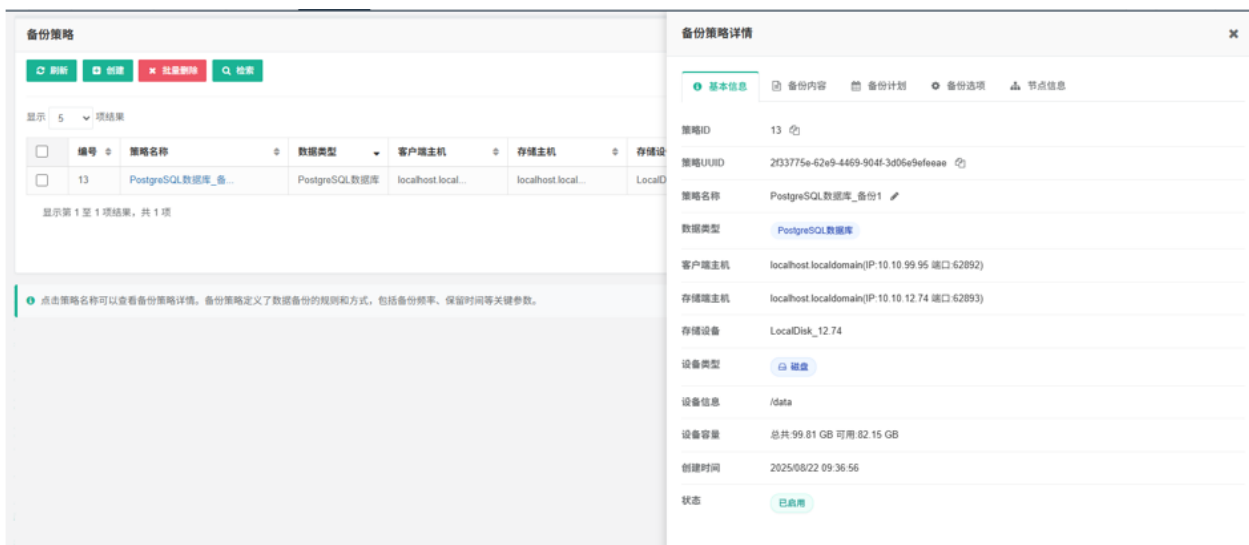 备份策略
刷新 创建 批量删除 检索
显示 5 项结果
编号 策略名称 数据类型 客户端主机 存储主机 存储设
13 PostgreSQL数据库_备... PostgreSQL数据库 localhost.local... localhost.local... LocalD
显示第 1 至 1 项结果，共 1 项
点击策略名称可以查看备份策略详情。备份策略定义了数据备份的规则和方式，包括备份频率、保留时间等关键参数。
备份策略详情
基本信息 备份内容 备份计划 备份选项 节点信息
策略ID 13
策略UUID 2f33775e-62e9-4469-904f-3d06e9efeeae
策略名称 PostgreSQL数据库_备份1
数据类型 PostgreSQL数据库
客户端主机 localhost.localdomain(IP:10.10.99.95 端口:62892)
存储端主机 localhost.localdomain(IP:10.10.12.74 端口:62893)
存储设备 LocalDisk_12.74
设备类型 磁盘
设备信息 /data
设备容量 总共:99.81 GB 可用:82.15 GB
创建时间 2025/08/22 09:36:56
状态 已启用